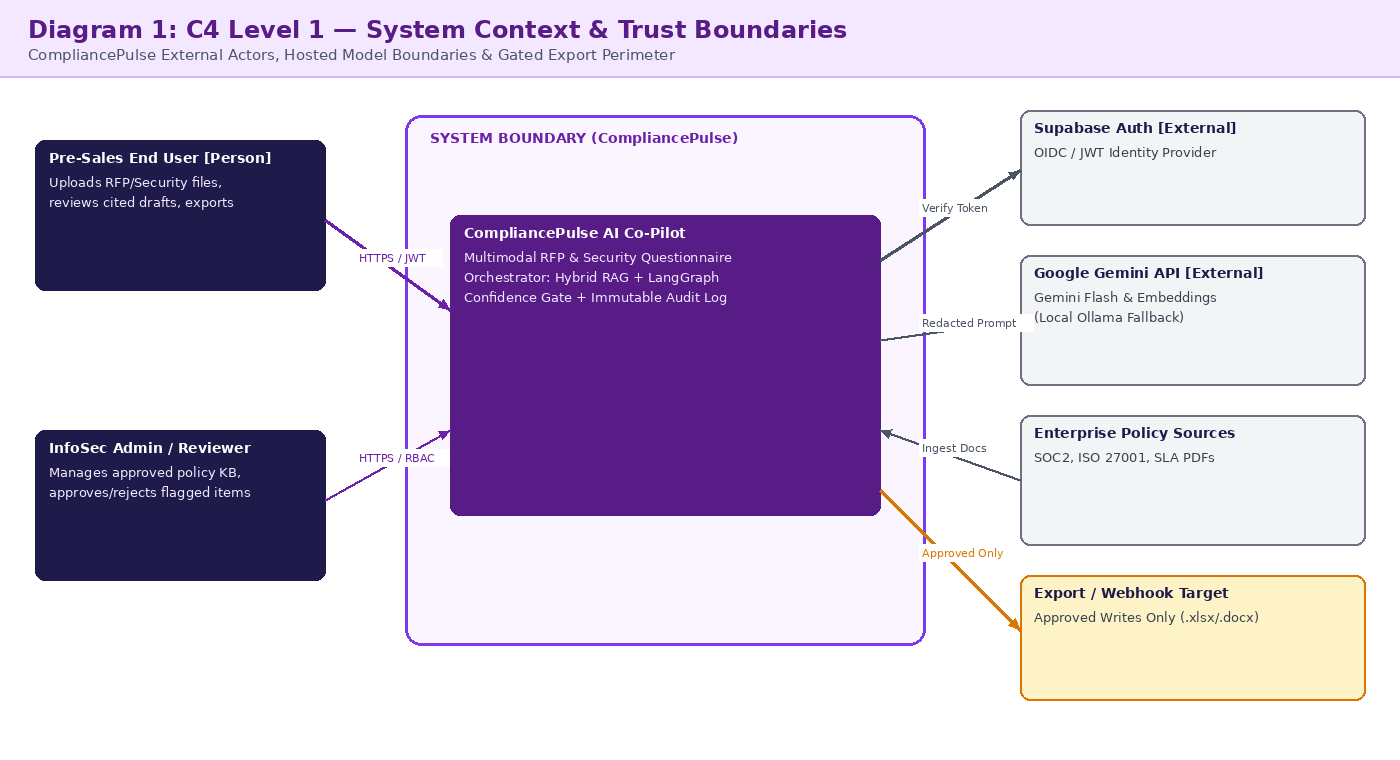 Diagram 1: C4 Level 1 — System Context & Trust Boundaries
CompliancePulse External Actors, Hosted Model Boundaries & Gated Export Perimeter
Pre-Sales End User [Person]
Uploads RFP/Security files,
reviews cited drafts, exports
InfoSec Admin / Reviewer
Manages approved policy KB,
approves/rejects flagged items
HTTPS / JWT
HTTPS / RBAC
SYSTEM BOUNDARY (CompliancePulse)
CompliancePulse AI Co-Pilot
Multimodal RFP & Security Questionnaire
Orchestrator: Hybrid RAG + LangGraph
Confidence Gate + Immutable Audit Log
Verify Token
Redacted Prompt
Ingest Docs
Approved Only
Supabase Auth [External]
OIDC / JWT Identity Provider
Google Gemini API [External]
Gemini Flash & Embeddings
(Local Ollama Fallback)
Enterprise Policy Sources
SOC2, ISO 27001, SLA PDFs
Export / Webhook Target
Approved Writes Only (.xlsx/.docx)